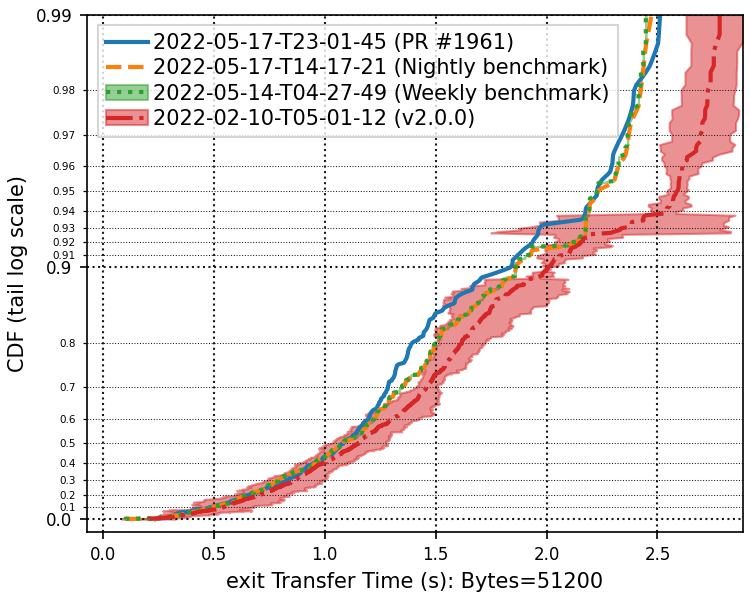 0.99
2022-05-17-T23-01-45 (PR #1961)
2022-05-17-T14-17-21 (Nightly benchmark)
2022-05-14-T04-27-49 (Weekly benchmark)
2022-02-10-T05-01-12 (v2.0.0)
0.98
0.97
0.96
0.95
0.94
0.93
0.92
0.91
0.9
0.8
0.7
0.6
0.5
0.4
0.3
0.2
0.1
0.0
CDF (tail log scale)
0.0 0.5 1.0 1.5 2.0 2.5
exit Transfer Time (s): Bytes=51200